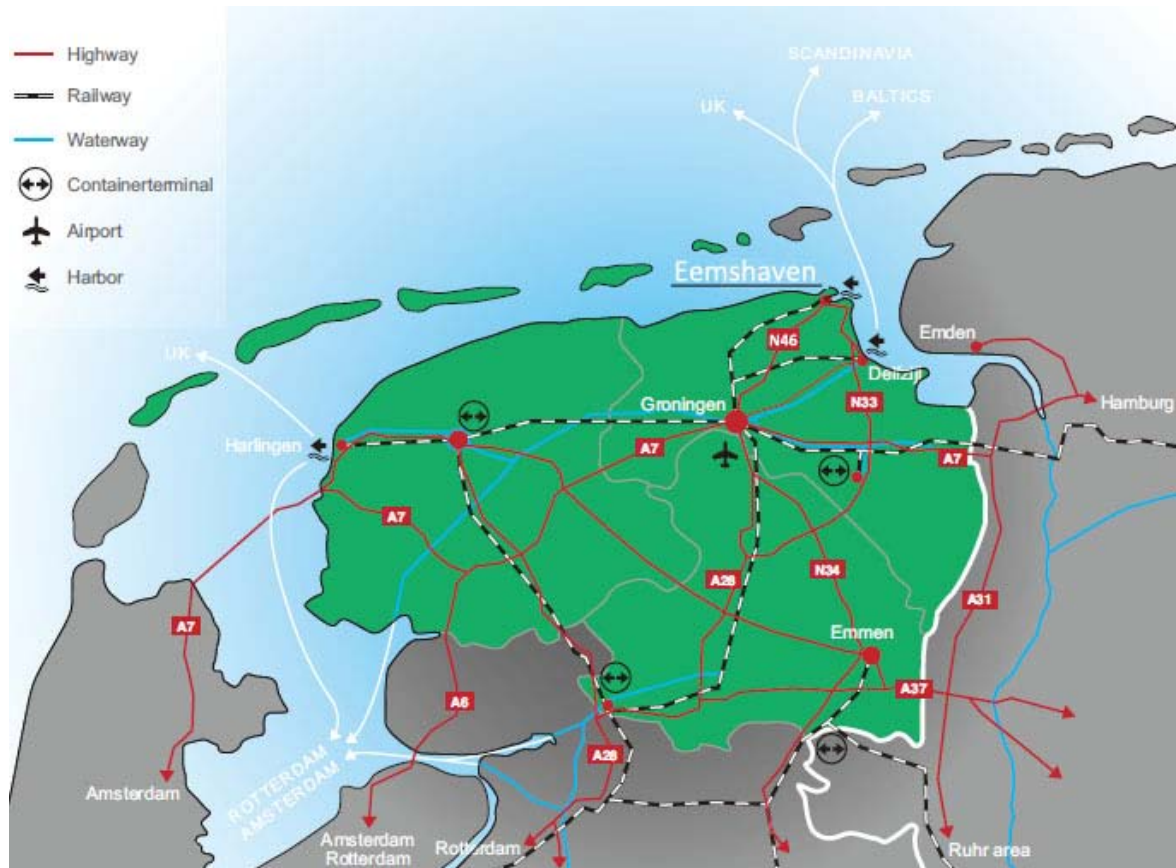 Highway
Railway
Waterway
Containerterminal
Airport
Harbor
SCANDINAVIA
UK
BALTICS
Eemshaven
Emden
N46
Delfzijl
Hamburg
UK
Groningen
N33
Harlingen
A7
A7
A7
A28
N34
A31
A7
Emmen
A37
A6
A28
ROTTERDAM
AMSTERDAM
Amsterdam
Amsterdam
Rotterdam
Rotterdam
Ruhr area